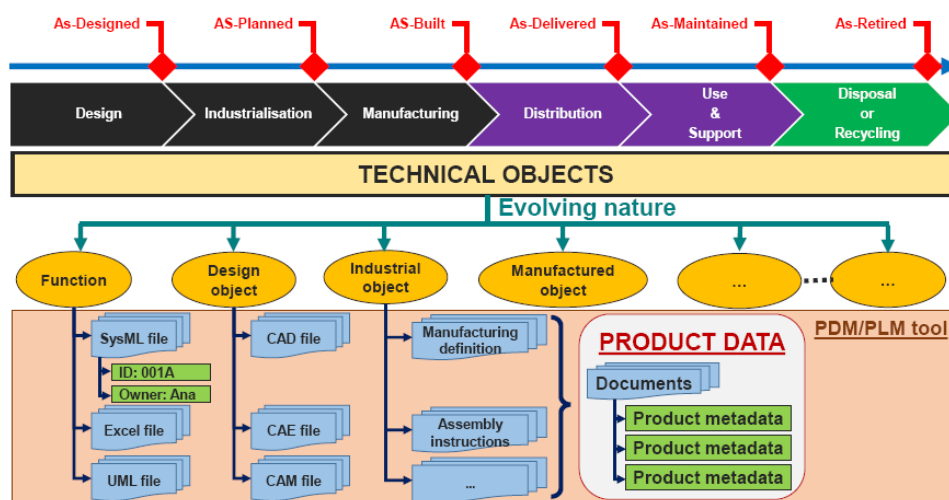 As-Designed
AS-Planned
AS-Built
As-Delivered
As-Maintained
As-Retired
Design
Industrialisation
Manufacturing
Distribution
Use
&
Support
Disposal
or
Recycling
TECHNICAL OBJECTS
Evolving nature
Function
Design
object
Industrial
object
Manufactured
object
...
...
...
PDM/PLM tool
SysML file
ID: 001A
Owner: Ana
Excel file
UML file
CAD file
CAE file
CAM file
Manufacturing
definition
Assembly
instructions
...
PRODUCT DATA
Documents
Product metadata
Product metadata
Product metadata